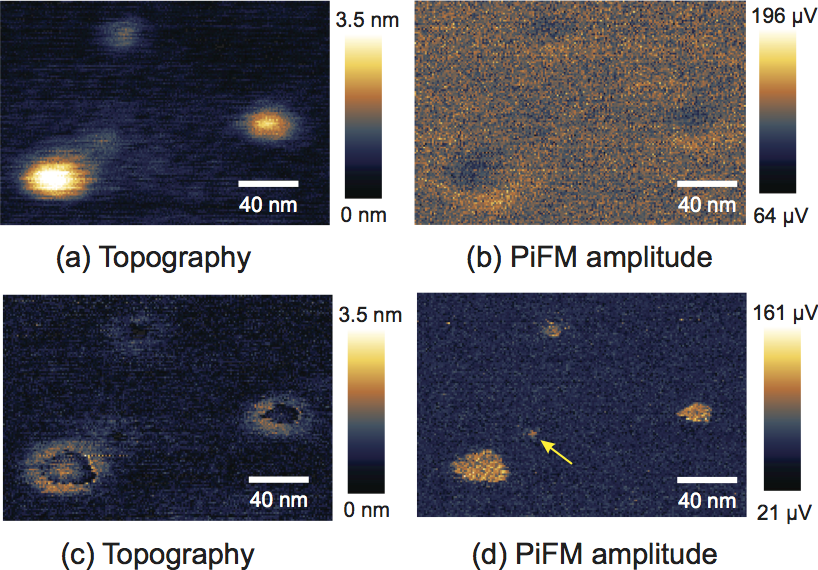 3.5 nm
40 nm
0 nm
(a) Topography
196 µV
40 nm
64 µV
(b) PiFM amplitude
3.5 nm
40 nm
0 nm
(c) Topography
161 µV
40 nm
21 µV
(d) PiFM amplitude